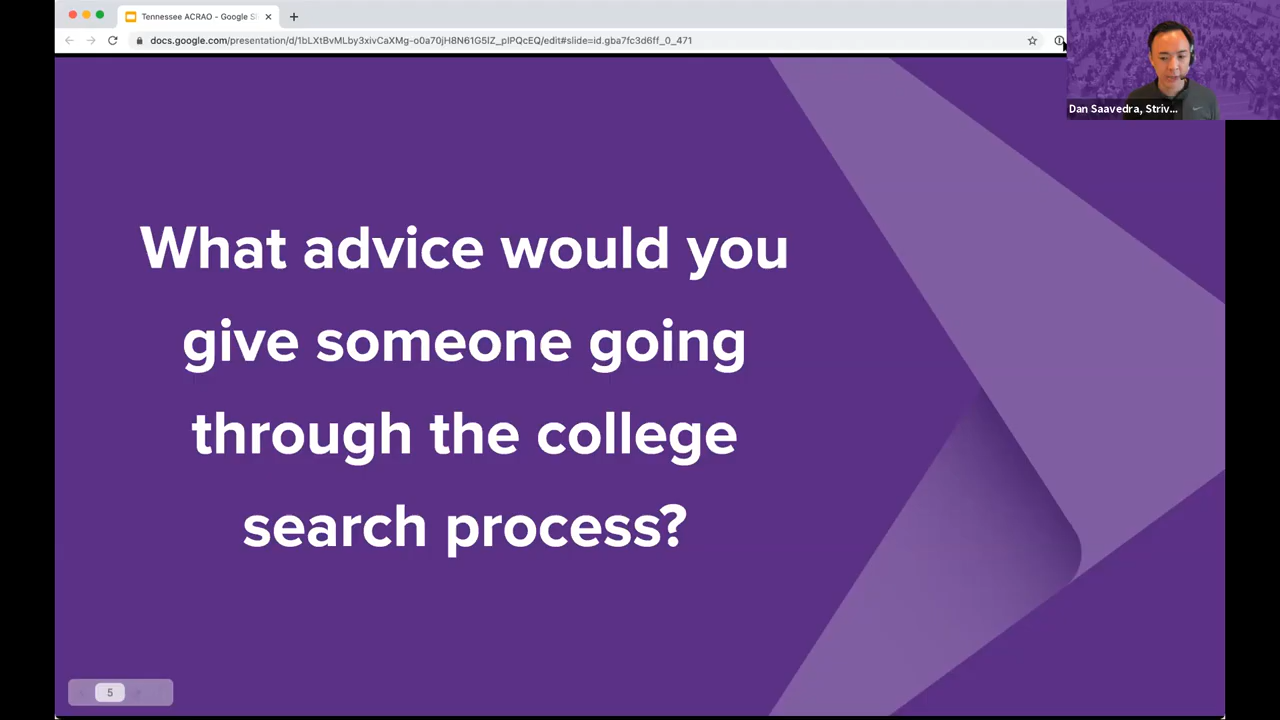 Tennessee ACRAO - Google Sl
docs.google.com/presentation/d/1bLXtBvMLby3xivCaXMg-o0a70jH8N61G5IZ_pIPQcEQ/edit#slide=id.gba7fc3d6ff_0_471
Dan Saavedra, Striv...
What advice would you
give someone going
through the college
search process?
5